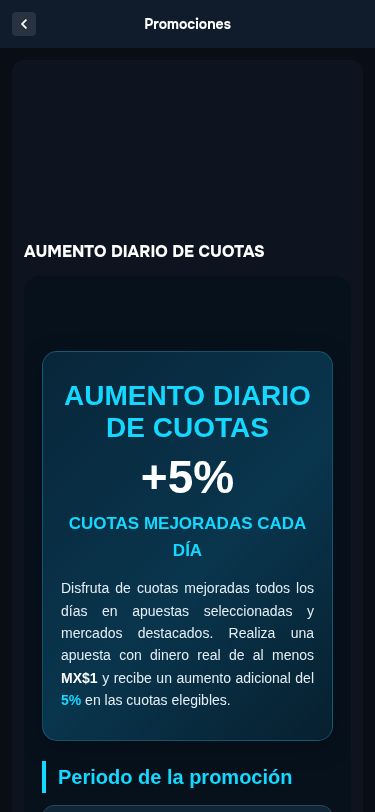 Promociones
AUMENTO DIARIO DE CUOTAS
AUMENTO DIARIO
DE CUOTAS
+5%
CUOTAS MEJORADAS CADA
DÍA
Disfruta de cuotas mejoradas todos los
días en apuestas seleccionadas y
mercados destacados. Realiza una
apuesta con dinero real de al menos
MX$1 y recibe un aumento adicional del
5% en las cuotas elegibles.
Periodo de la promoción